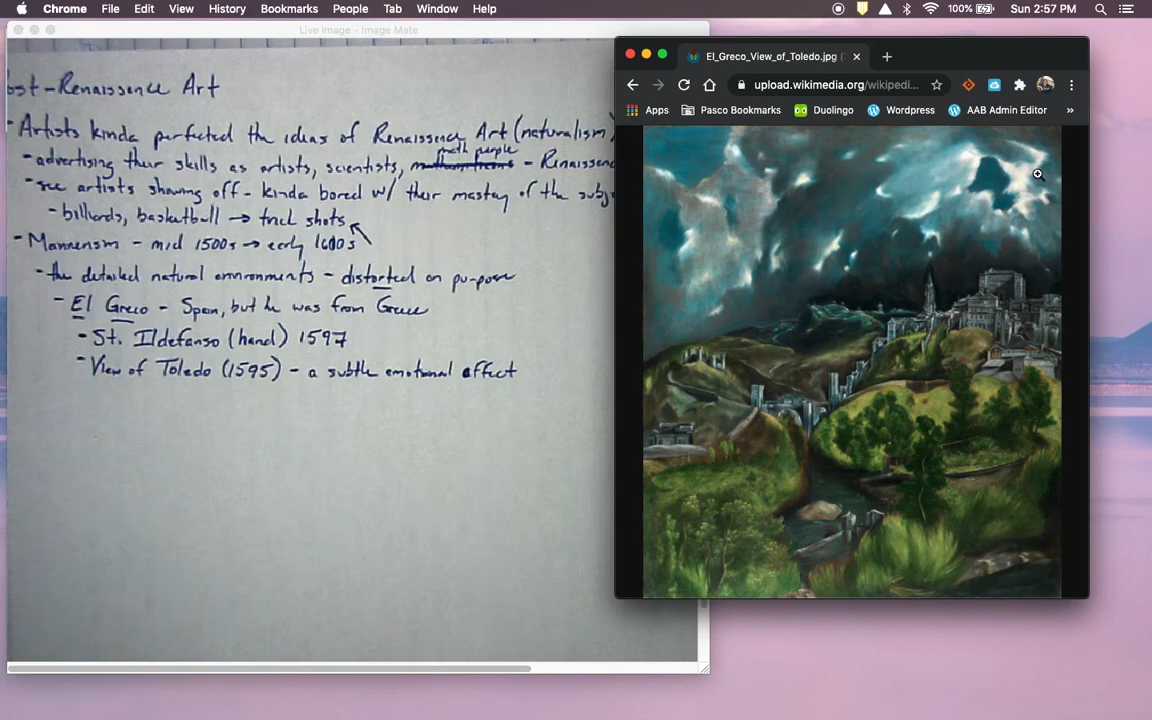 Chrome File Edit View History Bookmarks People Tab Window Help 100% Sun 2:57 PM
Live image - Image Mate
ost-Renaissance Art
- Artists kinda perfected the ideas of Renaissance Art (naturalism)
math people
- advertising their skills as artists, scientists, - Renaissanc
- see artists showing off - kinda bored w/ their mastery of the subj
- billiards, basketball → trick shots
- Mannerism - mid 1500s → early 1600s
- the detailed natural environments - distorted on purpose
- El Greco - Spain, but he was from Greece
- St. Ildefanso (hand) 1597
- View of Toledo (1595) - a subtle emotional affect
El_Greco_View_of_Toledo.jpg (
upload.wikimedia.org/wikipedi...
Apps Pasco Bookmarks Duolingo Wordpress AAB Admin Editor »